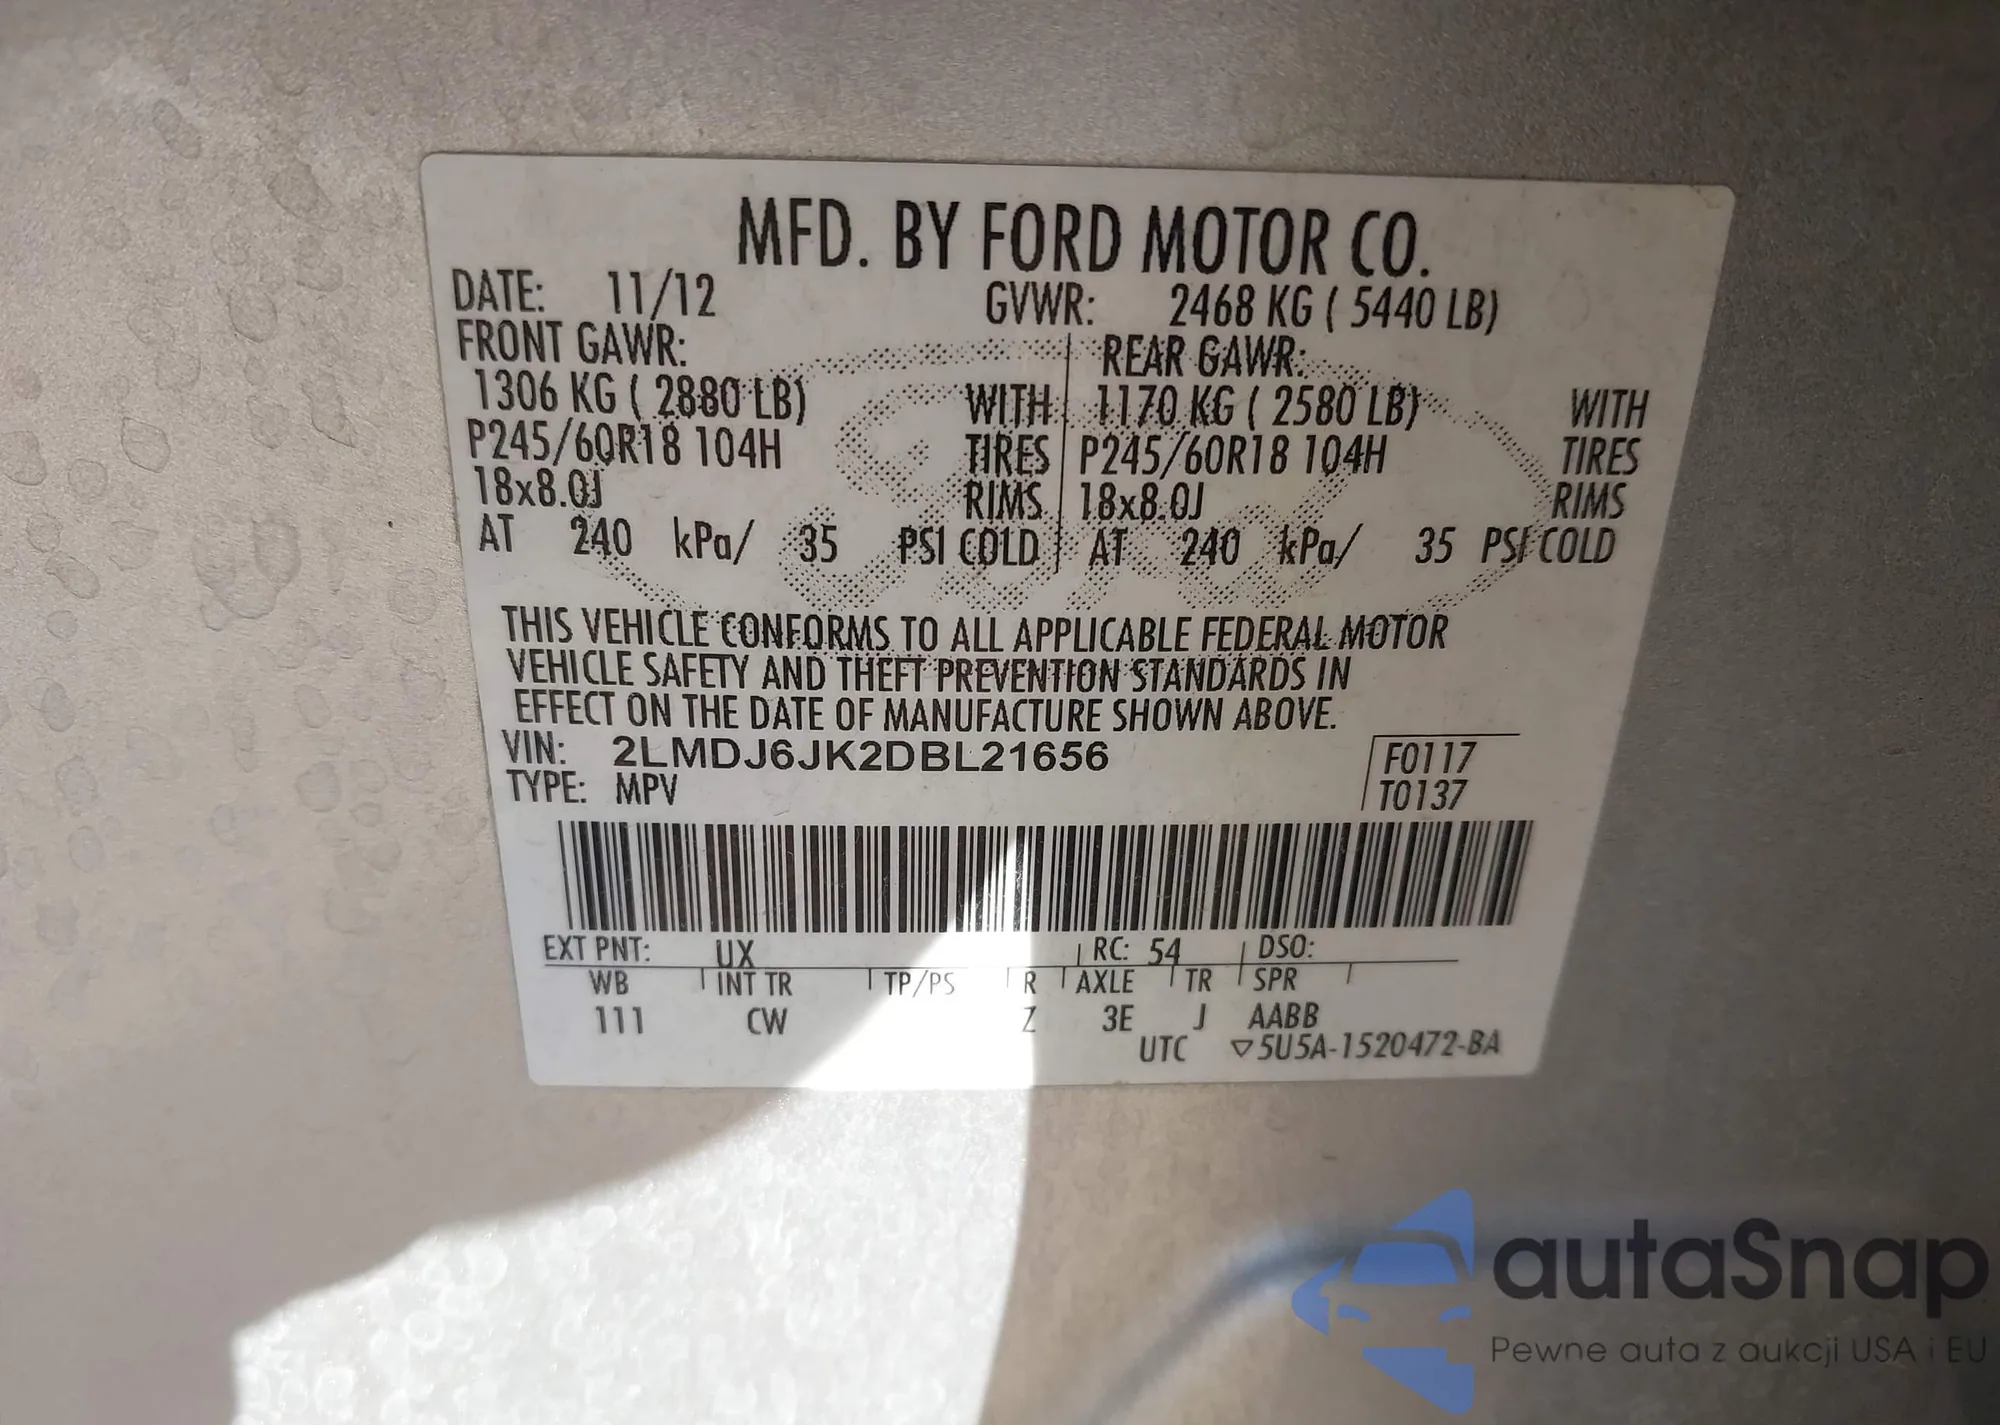 MFD. BY FORD MOTOR CO.
DATE: 11/12 GVWR: 2468 KG ( 5440 LB)
FRONT GAWR: REAR GAWR:
1306 KG ( 2880 LB) WITH 1170 KG ( 2580 LB) WITH
P245/60R18 104H TIRES P245/60R18 104H TIRES
18x8.0J RIMS 18x8.0J RIMS
AT 240 kPa/ 35 PSI COLD AT 240 kPa/ 35 PSI COLD
THIS VEHICLE CONFORMS TO ALL APPLICABLE FEDERAL MOTOR
VEHICLE SAFETY AND THEFT PREVENTION STANDARDS IN
EFFECT ON THE DATE OF MANUFACTURE SHOWN ABOVE.
VIN: 2LMDJ6JK2DBL21656 F0117
TYPE: MPV T0137
EXT PNT: UX RC: 54 DSO:
WB INT TR TP/PS R AXLE TR SPR
111 CW Z 3E J AABB
UTC ▽5U5A-1520472-BA
autaSnap
Pewne auta z aukcji USA i EU